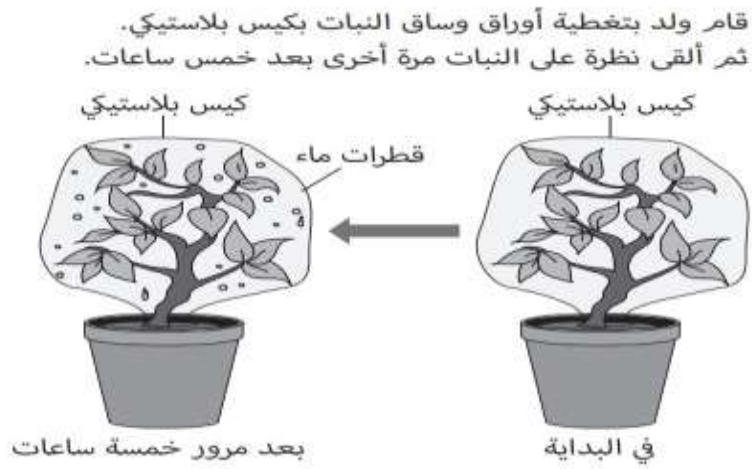 قام ولد بتغطية أوراق وساق النبات بكيس بلاستيكي.
ثم ألقى نظرة على النبات مرة أخرى بعد خمس ساعات.
كيس بلاستيكي
كيس بلاستيكي
قطرات ماء
في البداية
بعد مرور خمسة ساعات